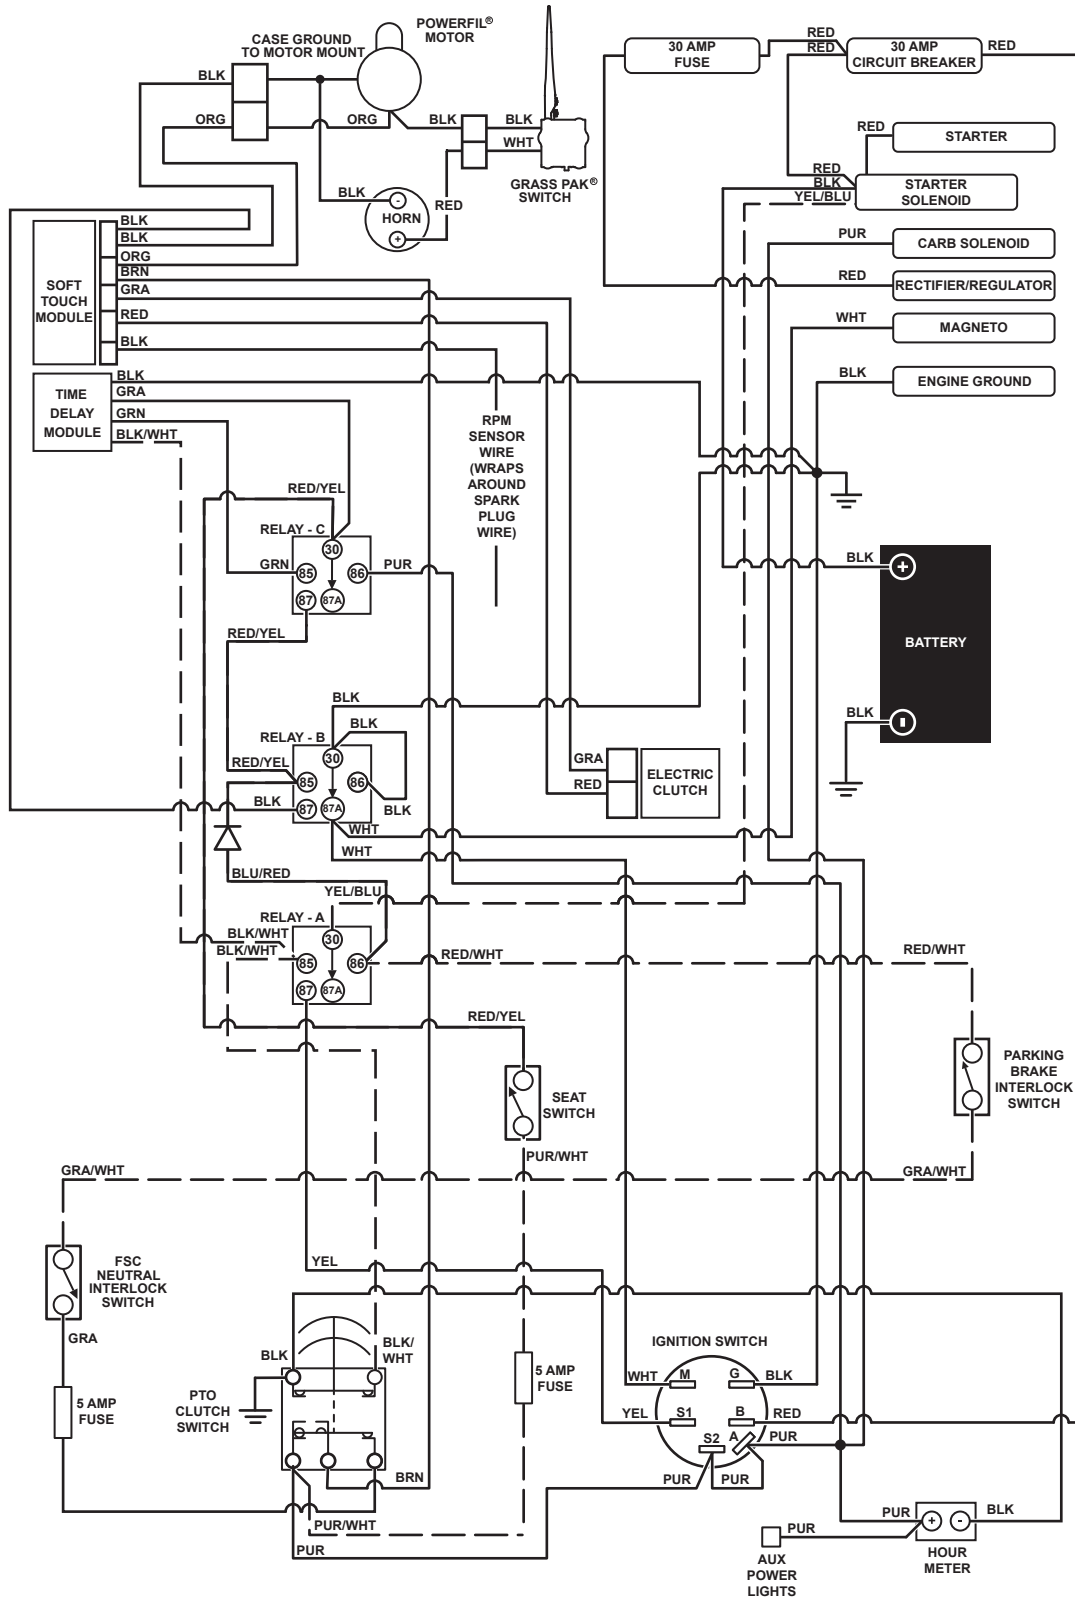 POWERFIL®
MOTOR
CASE GROUND
TO MOTOR MOUNT
BLK
ORG
ORG
BLK
BLK
WHT
GRASS PAK®
SWITCH
BLK
-
HORN
+
RED
30 AMP
FUSE
RED
RED
30 AMP
CIRCUIT BREAKER
RED
RED
STARTER
RED
BLK
YEL/BLU
STARTER
SOLENOID
PUR
CARB SOLENOID
RED
RECTIFIER/REGULATOR
WHT
MAGNETO
BLK
ENGINE GROUND
SOFT
TOUCH
MODULE
BLK
BLK
ORG
BRN
GRA
RED
BLK
TIME
DELAY
MODULE
BLK
GRA
GRN
BLK/WHT
RPM
SENSOR
WIRE
(WRAPS
AROUND
SPARK
PLUG
WIRE)
RED/YEL
RELAY - C
30
GRN
85
86
PUR
87
87A
RED/YEL
BLK
+
BATTERY
BLK
-
BLK
BLK
RELAY - B
30
RED/YEL
85
86
BLK
BLK
87
87A
WHT
WHT
GRA
RED
ELECTRIC
CLUTCH
BLU/RED
YEL/BLU
RELAY - A
30
BLK/WHT
BLK/WHT
85
86
RED/WHT
RED/WHT
87
87A
RED/YEL
SEAT
SWITCH
PUR/WHT
PARKING
BRAKE
INTERLOCK
SWITCH
GRA/WHT
GRA/WHT
FSC
NEUTRAL
INTERLOCK
SWITCH
GRA
YEL
5 AMP
FUSE
PTO
CLUTCH
SWITCH
BLK
BLK/
WHT
BRN
5 AMP
FUSE
PUR/WHT
PUR
IGNITION SWITCH
WHT
M
G
BLK
YEL
S1
B
RED
S2
A
PUR
PUR
PUR
PUR
+
-
BLK
HOUR
METER
PUR
AUX
POWER
LIGHTS